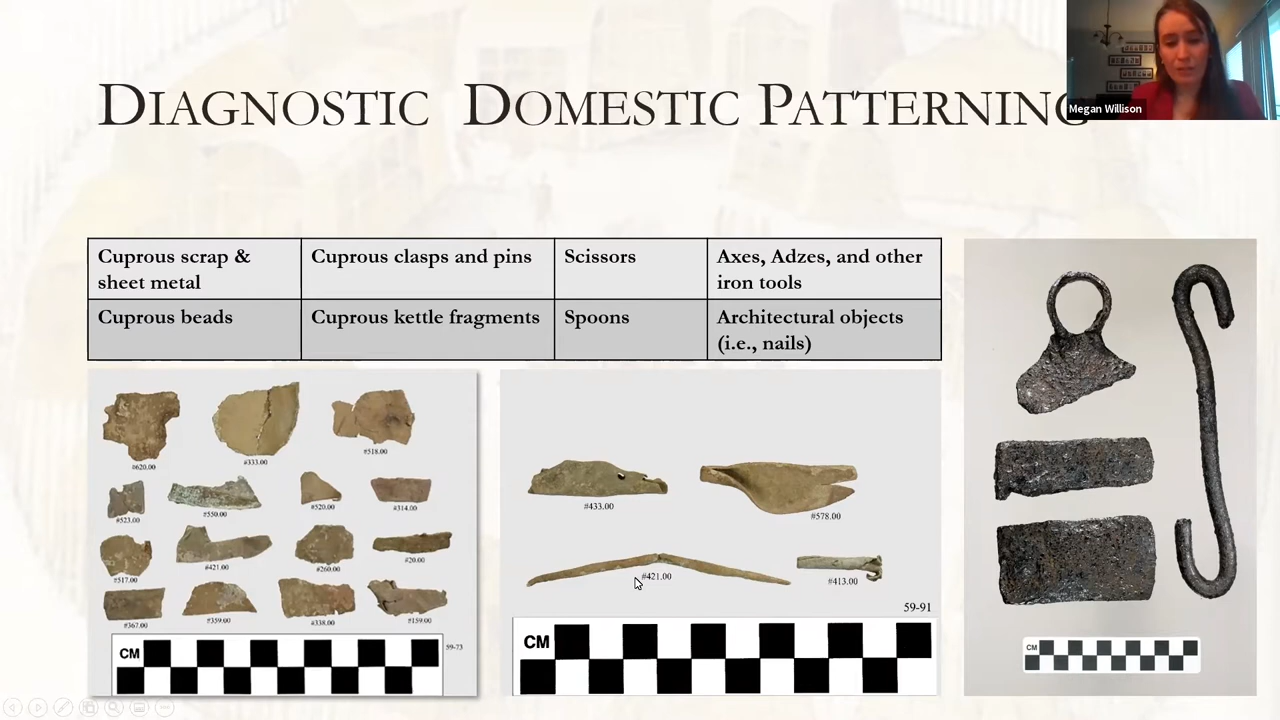 DIAGNOSTIC DOMESTIC PATTERNING
Megan Willison
Cuprous scrap &
sheet metal
Cuprous clasps and pins
Scissors
Axes, Adzes, and other
iron tools
Cuprous beads
Cuprous kettle fragments
Spoons
Architectural objects
(i.e., nails)
#620.00
#333.00
#518.00
#523.00
#550.00
#520.00
#314.00
#517.00
#421.00
#260.00
#20.00
#367.00
#359.00
#338.00
#159.00
CM
59-73
#433.00
#578.00
#421.00
#413.00
59-91
CM
CM